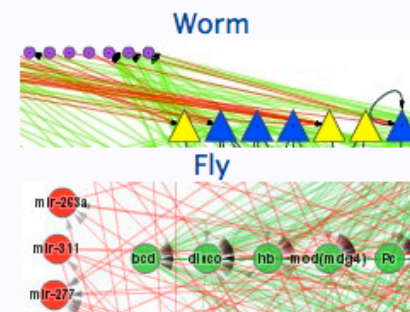 Worm
Fly
mir-263a
mir-311
bcd disco hb mod(mdg4) Pc
mir-277